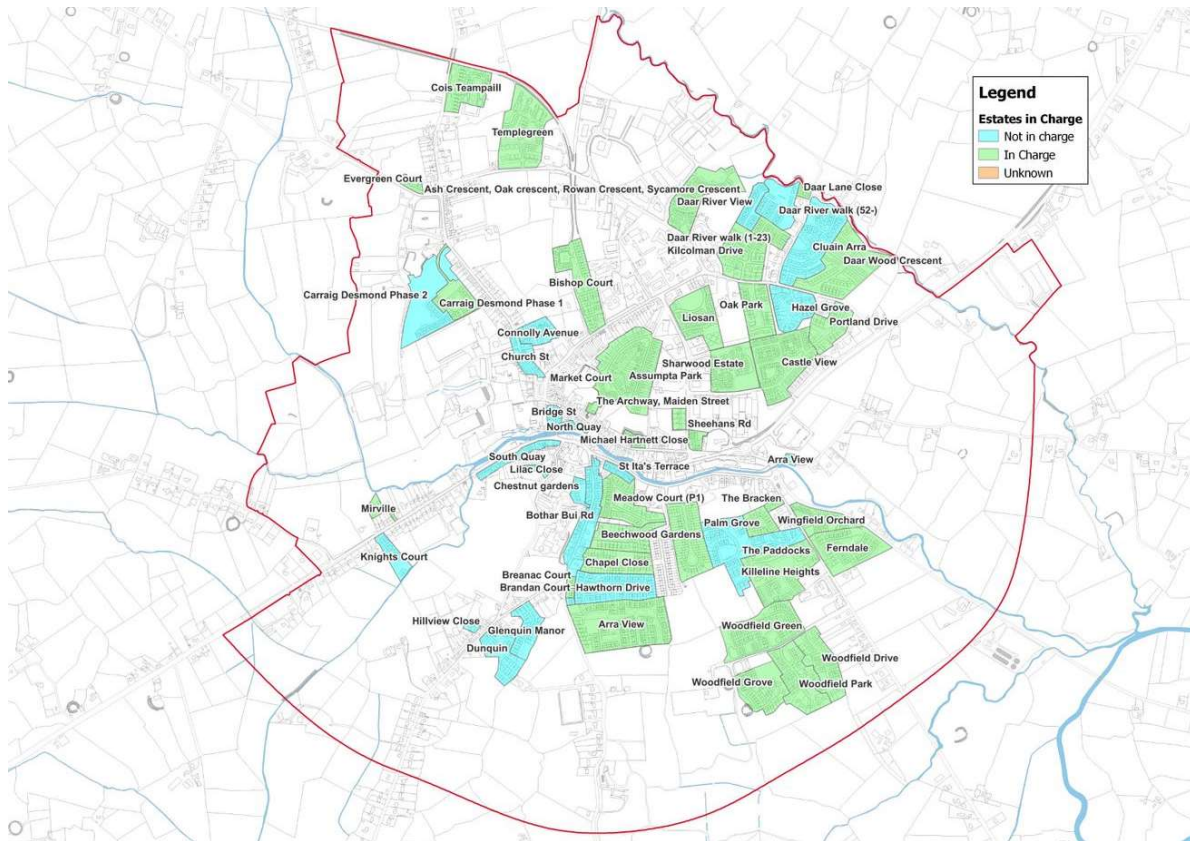 Legend
Estates in Charge
Not in charge
In Charge
Unknown
Cois Teampaill
Templegreen
Evergreen Court
Ash Crescent, Oak crescent, Rowan Crescent, Sycamore Crescent
Daar Lane Close
Daar River View
Daar River walk (52-)
Daar River walk (1-23)
Kilcolman Drive
Cluain Arra
Daar Wood Crescent
Bishop Court
Carraig Desmond Phase 2
Carraig Desmond Phase 1
Oak Park
Hazel Grove
Liosan
Portland Drive
Connolly Avenue
Church St
Sharwood Estate
Castle View
Market Court
Assumpta Park
The Archway, Maiden Street
Bridge St
North Quay
Sheehans Rd
Michael Hartnett Close
South Quay
Arra View
Lilac Close
St Ita's Terrace
Chestnut gardens
Meadow Court (P1)
The Bracken
Mirville
Bothar Bui Rd
Palm Grove
Wingfield Orchard
Beechwood Gardens
Ferndale
The Paddocks
Knights Court
Chapel Close
Killeline Heights
Breanac Court
Brandan Court
Hawthorn Drive
Hillview Close
Glenquin Manor
Arra View
Woodfield Green
Dunquin
Woodfield Drive
Woodfield Grove
Woodfield Park